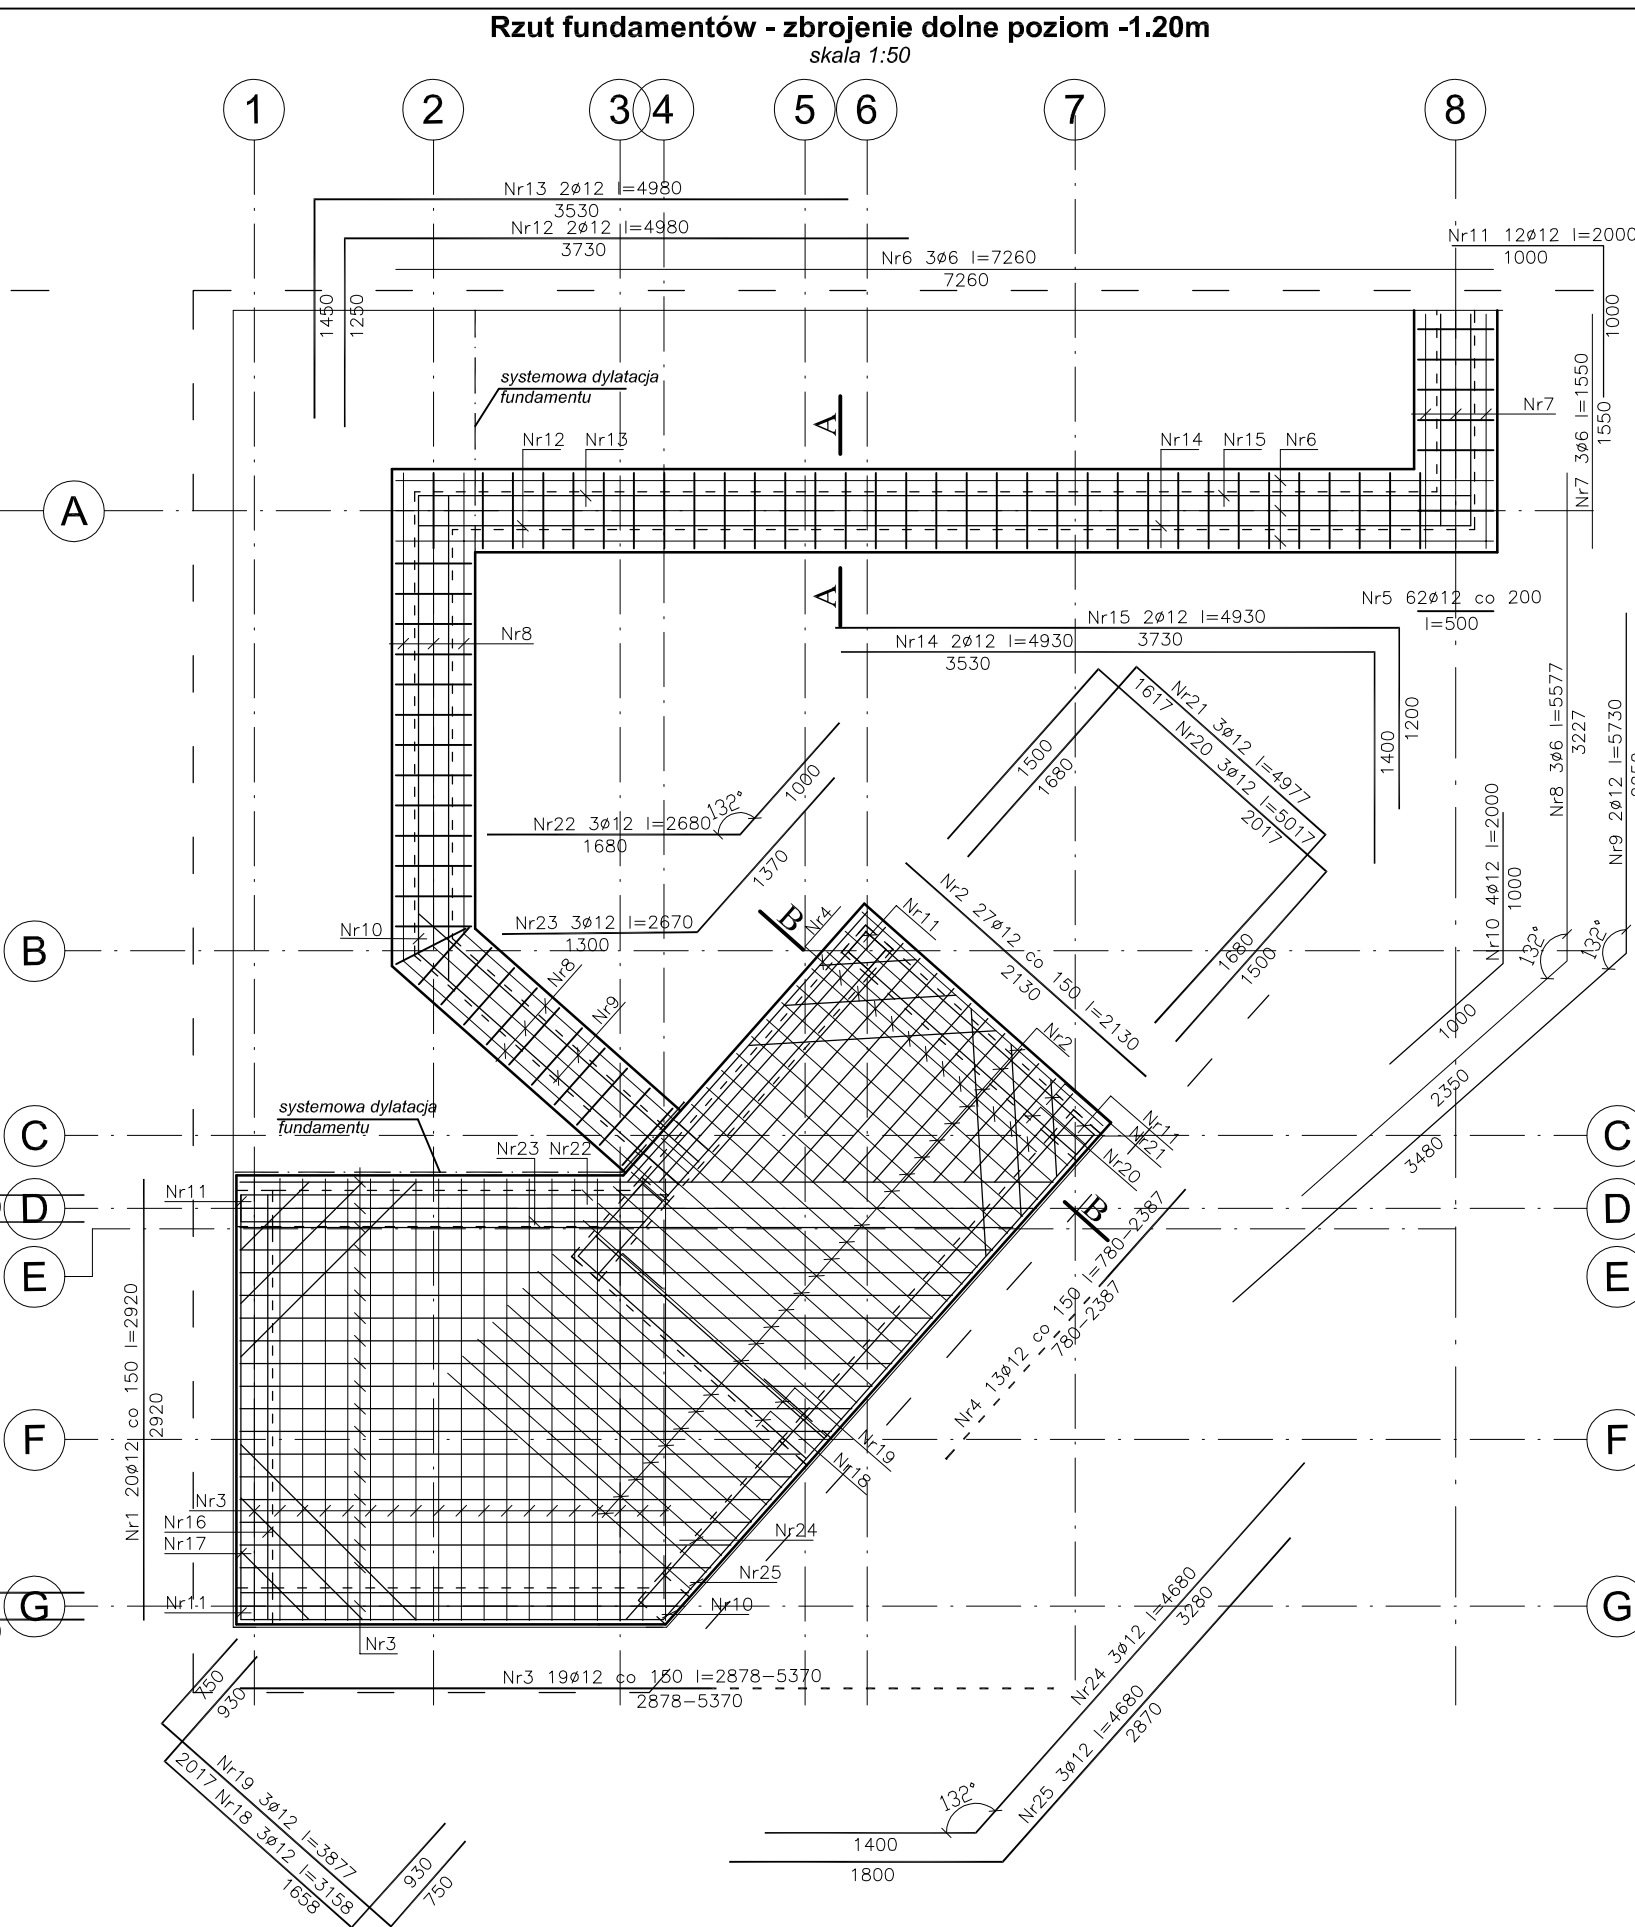 Rzut fundamentów - zbrojenie dolne poziom -1.20m
skala 1:50
1
2
3
4
5
6
7
8
Nr13 2ø12 l=4980
3530
Nr12 2ø12 l=4980
3730
Nr6 3ø6 l=7260
7260
Nr11 12ø12 l=2000
1000
1000
1450
1250
systemowa dylatacja
fundamentu
A
Nr7
Nr7 3ø6 l=1550
1550
Nr12
Nr13
Nr14
Nr15
Nr6
A
A
Nr5 62ø12 co 200
l=500
Nr15 2ø12 l=4930
3730
Nr14 2ø12 l=4930
3530
1200
1400
Nr8
Nr8 3ø6 l=5577
3227
Nr9 2ø12 l=5730
Nr21 3ø12 l=4977
1617
Nr20 3ø12 l=5017
2017
1500
1680
1680
1500
Nr22 3ø12 l=2680
1680
132°
1000
Nr23 3ø12 l=2670
1300
1370
Nr10 4ø12 l=2000
1000
132°
132°
1000
2350
3480
B
Nr10
B
Nr4
Nr11
Nr2 27ø12 co 150 l=2130
2130
Nr8
Nr9
Nr2
systemowa dylatacja
fundamentu
C
C
Nr23
Nr22
Nr11
Nr21
Nr20
Nr11
D
D
B
E
E
Nr4 13ø12 co 150 l=780-2387
780-2387
Nr1 20ø12 co 150 l=2920
2920
F
F
Nr19
Nr18
Nr3
Nr16
Nr17
Nr24
Nr25
Nr11
Nr10
G
G
Nr3
Nr3 19ø12 co 150 l=2878-5370
2878-5370
750
930
Nr19 3ø12 l=3877
2017
Nr18 3ø12 l=3158
1658
930
750
Nr24 3ø12 l=4680
3280
Nr25 3ø12 l=4680
2870
132°
1400
1800